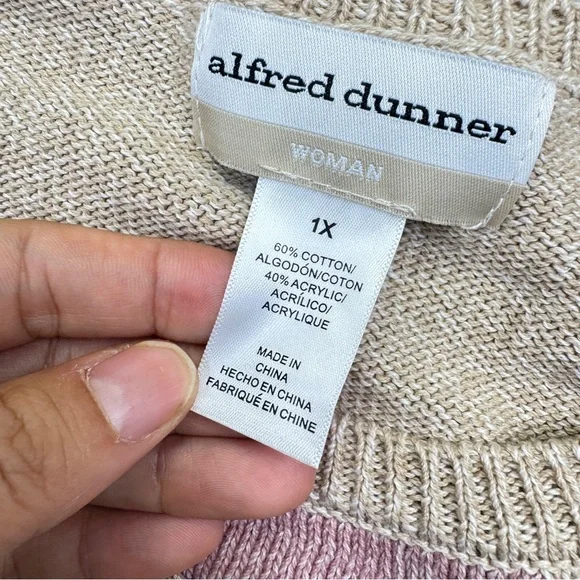 alfred dunner
WOMAN
1X
60% COTTON/
ALGODÓN/COTON
40% ACRYLIC/
ACRÍLICO/
ACRYLIQUE
MADE IN
CHINA
HECHO EN CHINA
FABRIQUÉ EN CHINE